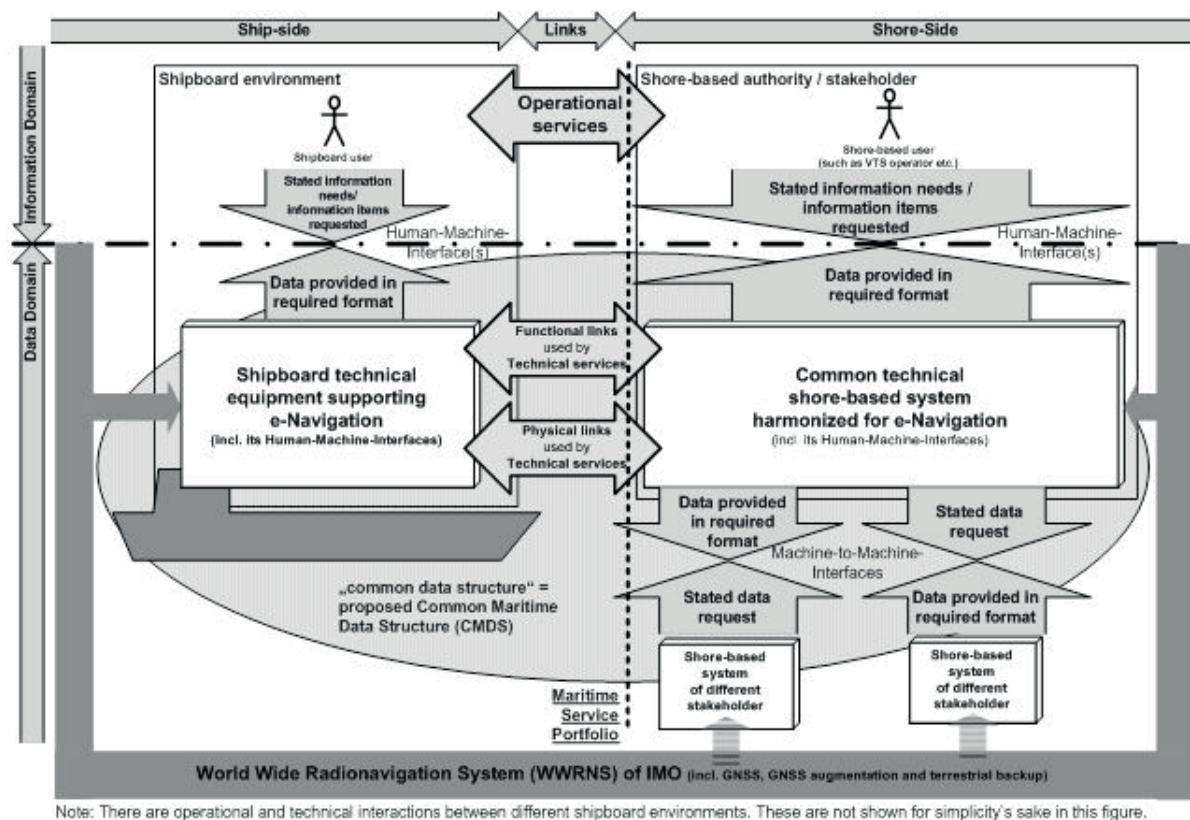 Ship-side
Links
Shore-Side
Information Domain
Data Domain
Shipboard environment
Shore-based authority / stakeholder
Operational
services
Shipboard user
Shore-based user
(such as VTS operator etc.)
Stated information
needs/
information items
requested
Stated information needs /
information items
requested
Human-Machine-
Interface(s)
Human-Machine-
Interface(s)
Data provided in
required format
Data provided in
required format
Functional links
used by
Technical services
Shipboard technical
equipment supporting
e-Navigation
(incl. its Human-Machine-Interfaces)
Common technical
shore-based system
harmonized for e-Navigation
(incl. its Human-Machine-Interfaces)
Physical links
used by
Technical services
Data provided
in required
format
Stated data
request
Machine-to-Machine-
Interfaces
„common data structure“ =
proposed Common Maritime
Data Structure (CMDS)
Stated data
request
Data provided in
required format
Shore-based
system
of different
stakeholder
Shore-based
system
of different
stakeholder
Maritime
Service
Portfolio
World Wide Radionavigation System (WWRNS) of IMO (incl. GNSS, GNSS augmentation and terrestrial backup)
Note: There are operational and technical interactions between different shipboard environments. These are not shown for simplicity's sake in this figure.